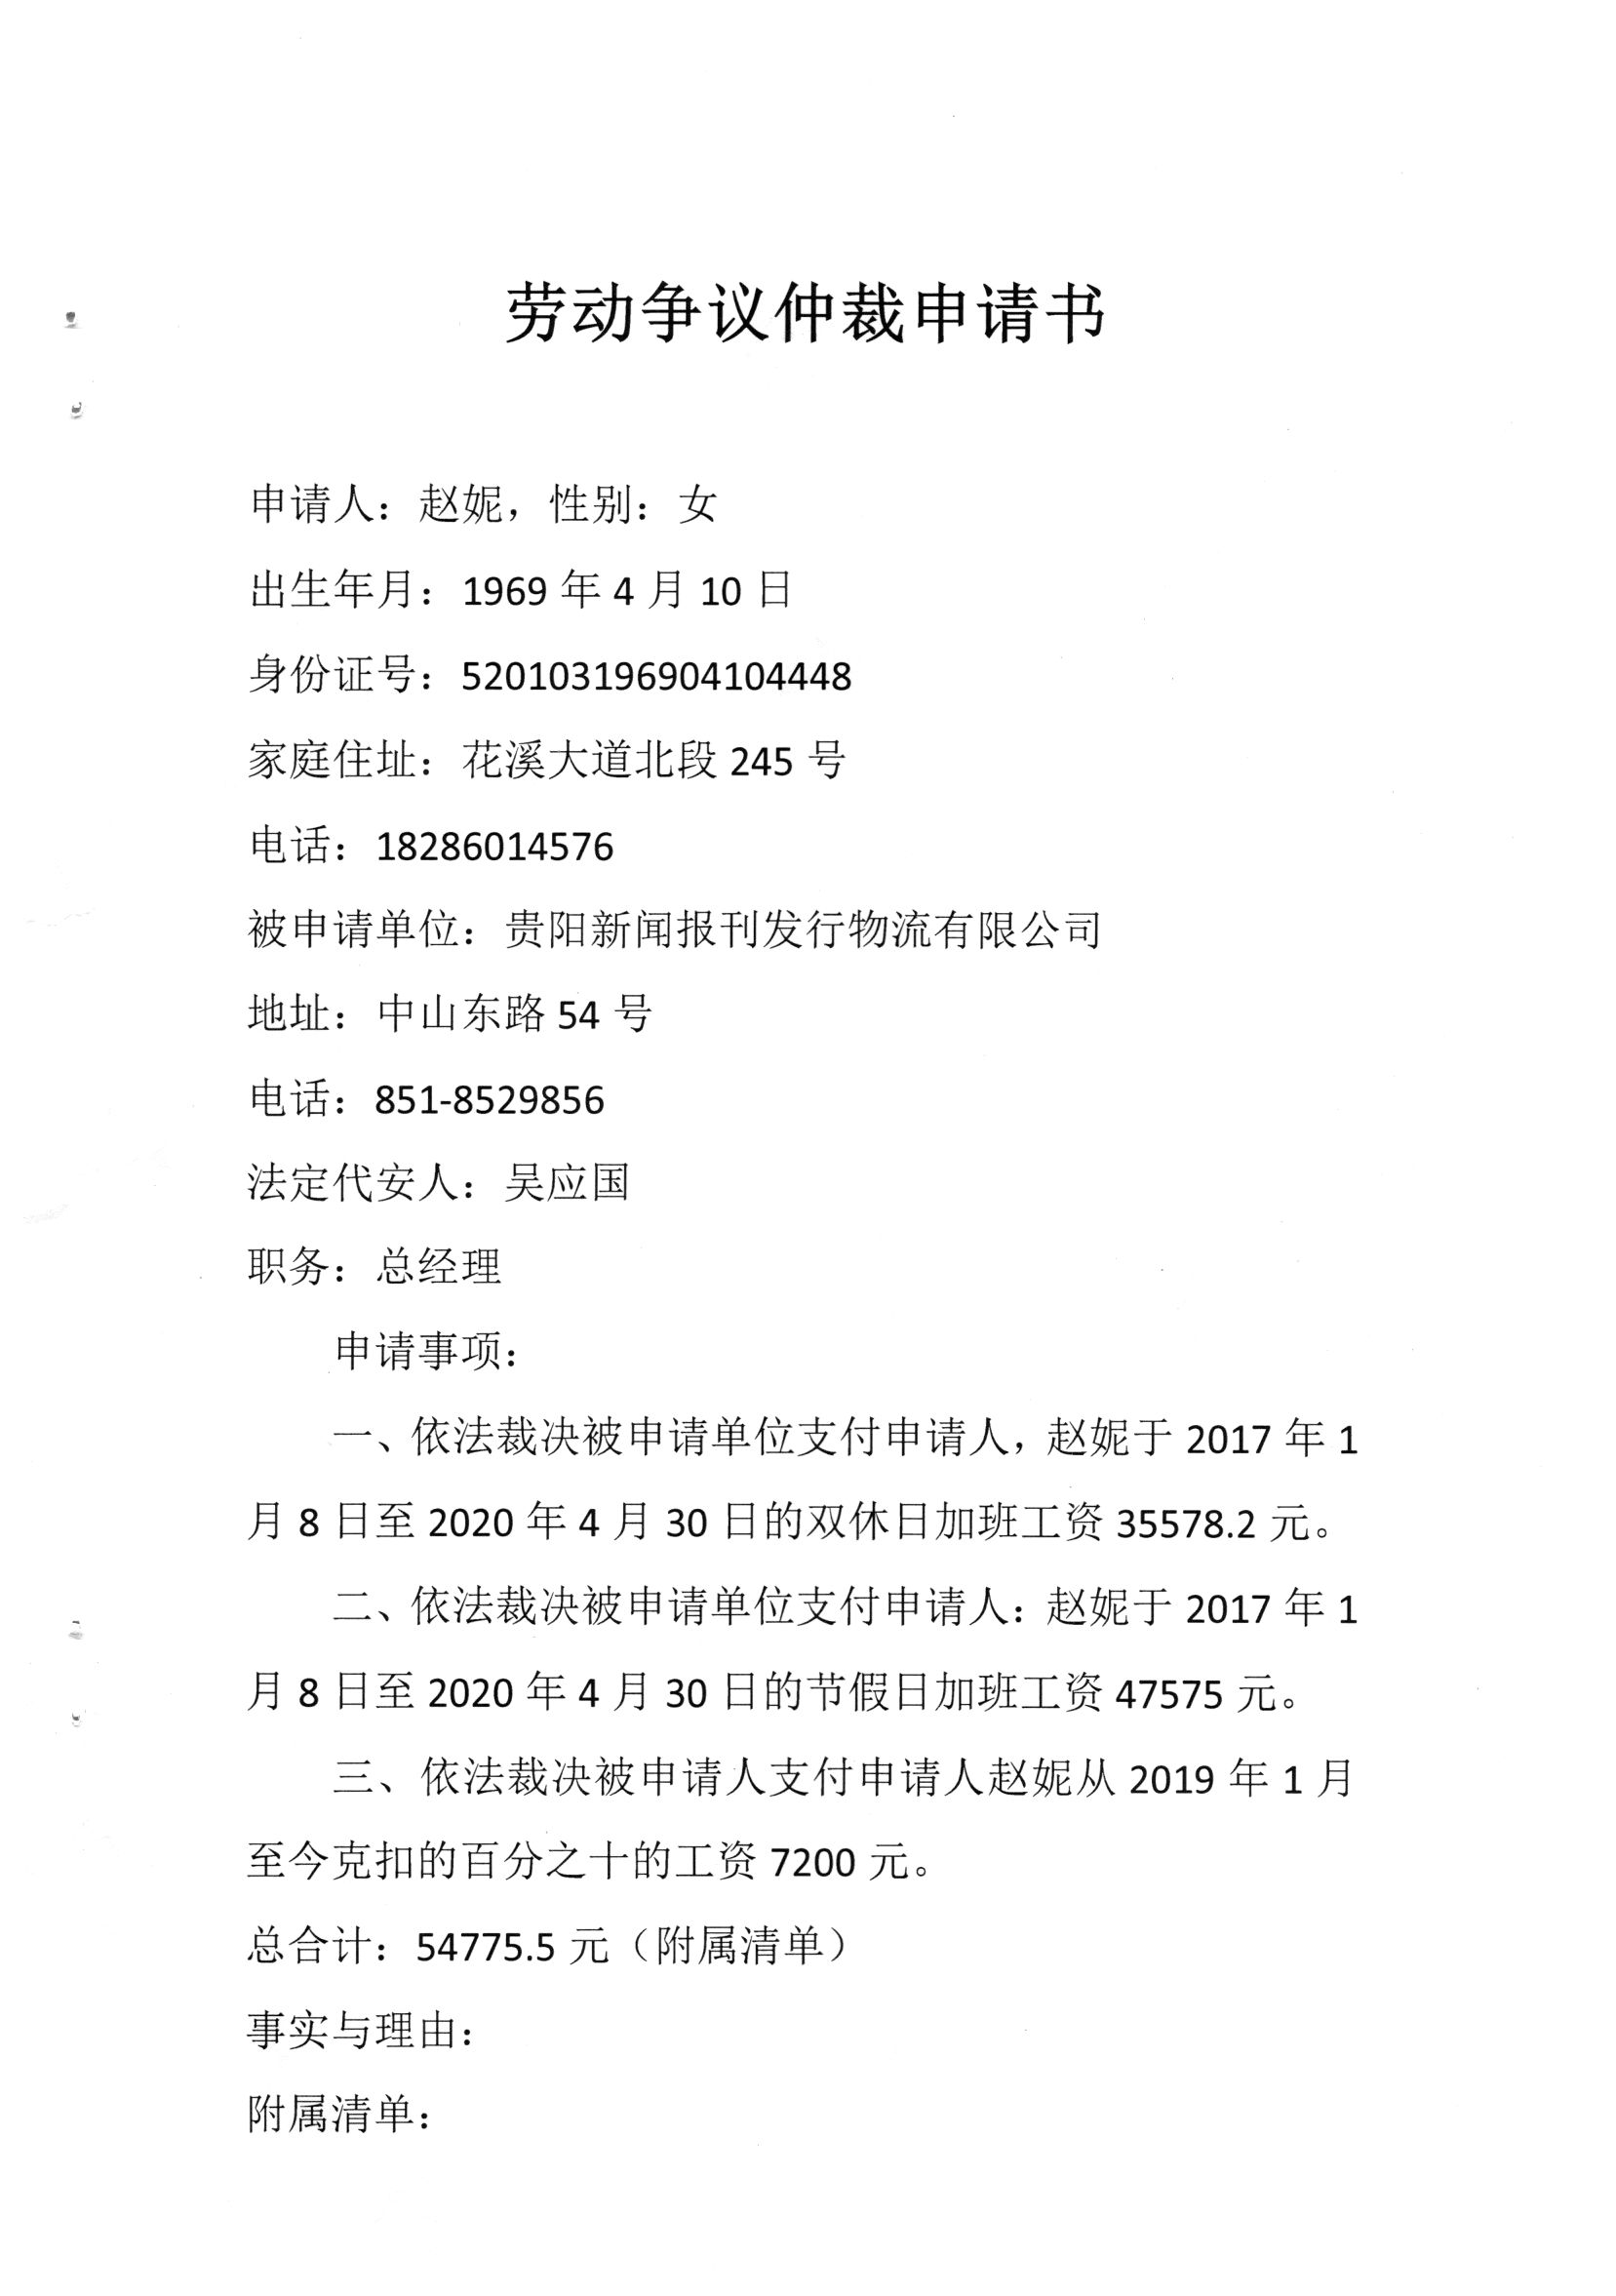 劳动争议仲裁申请书
申请人：赵妮，性别：女
出生年月：1969 年 4 月 10 日
身份证号：520103196904104448
家庭住址：花溪大道北段 245 号
电话：18286014576
被申请单位：贵阳新闻报刊发行物流有限公司
地址：中山东路 54 号
电话：851-8529856
法定代安人：吴应国
职务：总经理
申请事项：
一、依法裁决被申请单位支付申请人，赵妮于 2017 年 1
月 8 日至 2020 年 4 月 30 日的双休日加班工资 35578.2 元。
二、依法裁决被申请单位支付申请人：赵妮于 2017 年 1
月 8 日至 2020 年 4 月 30 日的节假日加班工资 47575 元。
三、依法裁决被申请人支付申请人赵妮从 2019 年 1 月
至今克扣的百分之十的工资 7200 元。
总合计：54775.5 元（附属清单）
事实与理由：
附属清单：